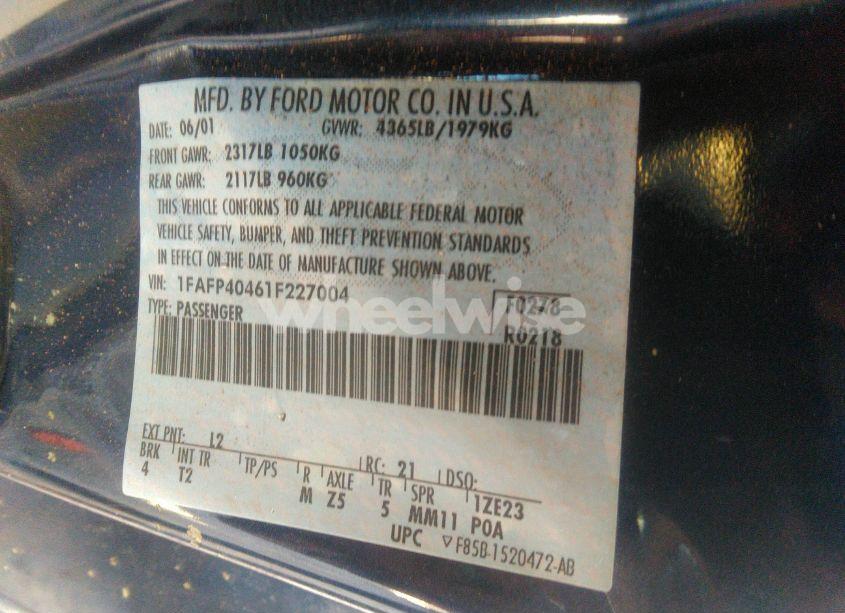 MFD. BY FORD MOTOR CO. IN U.S.A.
DATE: 06/01 GVWR: 4365LB/1979KG
FRONT GAWR: 2317LB 1050KG
REAR GAWR: 2117LB 960KG
THIS VEHICLE CONFORMS TO ALL APPLICABLE FEDERAL MOTOR
VEHICLE SAFETY, BUMPER, AND THEFT PREVENTION STANDARDS
IN EFFECT ON THE DATE OF MANUFACTURE SHOWN ABOVE.
VIN: 1FAFP40461F227004
TYPE: PASSENGER
F0278
R0218
wheelwise
EXT PNT: L2 RC: 21 DSO:
BRK INT TR TP/PS R AXLE TR SPR 1ZE23
4 T2 M Z5 5 MM11 POA
UPC ▽F85B-1520472-AB